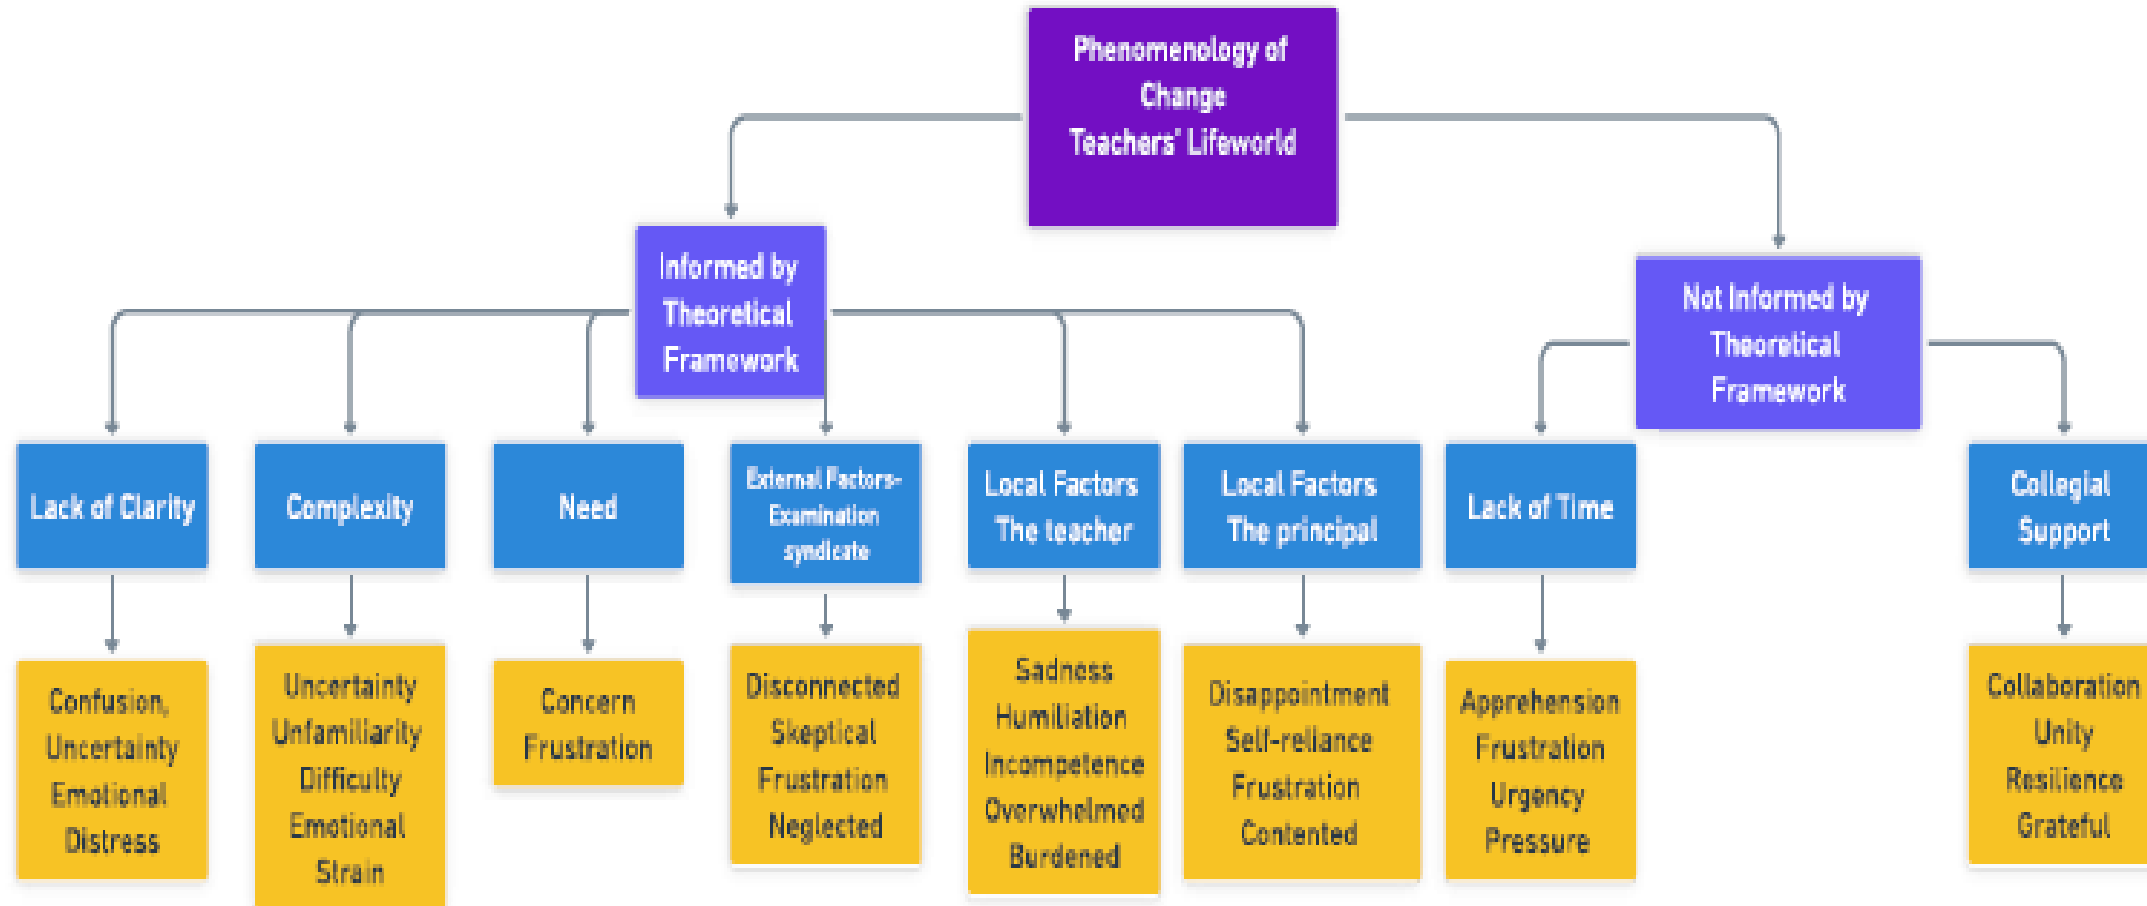 Phenomenology of
Change
Teachers' Lifeworld
Informed by
Theoretical
Framework
Not Informed by
Theoretical
Framework
Lack of Clarity
Complexity
Need
External Factors-
Examination
syndicate
Local Factors
The teacher
Local Factors
The principal
Lack of Time
Collegial
Support
Confusion,
Uncertainty
Emotional
Distress
Uncertainty
Unfamiliarity
Difficulty
Emotional
Strain
Concern
Frustration
Disconnected
Skeptical
Frustration
Neglected
Sadness
Humiliation
Incompetence
Overwhelmed
Burdened
Disappointment
Self-reliance
Frustration
Contented
Apprehension
Frustration
Urgency
Pressure
Collaboration
Unity
Resilience
Grateful